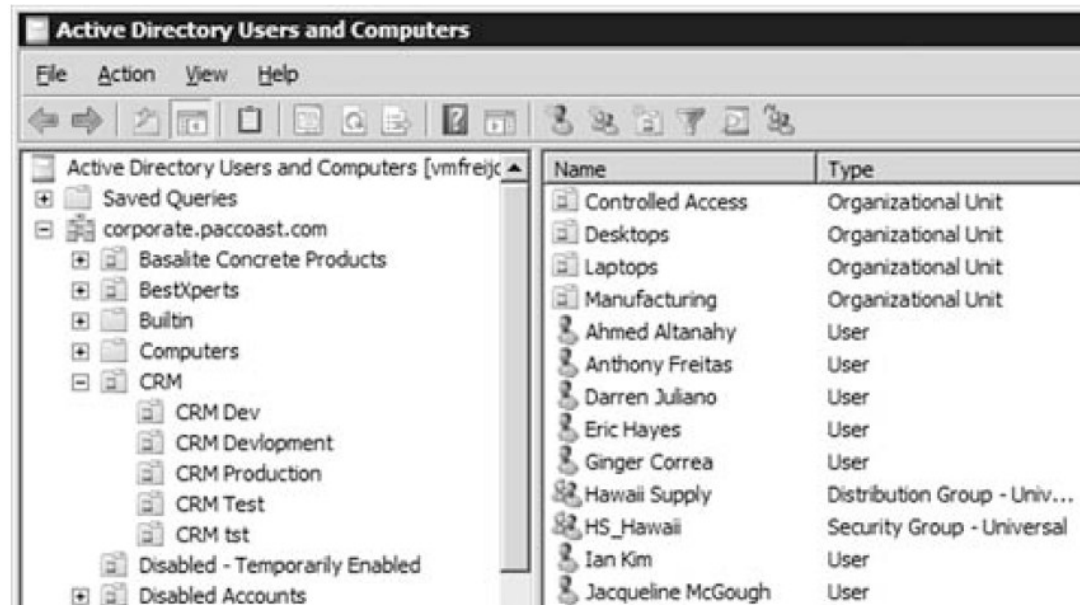 Active Directory Users and Computers
File Action View Help
Active Directory Users and Computers [vmfreijc
Saved Queries
corporate.paccoast.com
Basalite Concrete Products
BestXperts
Builtin
Computers
CRM
CRM Dev
CRM Devlopment
CRM Production
CRM Test
CRM tst
Disabled - Temporarily Enabled
Disabled Accounts
Name Type
Controlled Access Organizational Unit
Desktops Organizational Unit
Laptops Organizational Unit
Manufacturing Organizational Unit
Ahmed Altanahy User
Anthony Freitas User
Darren Juliano User
Eric Hayes User
Ginger Correa User
Hawaii Supply Distribution Group - Univ...
HS_Hawaii Security Group - Universal
Ian Kim User
Jacqueline McGough User